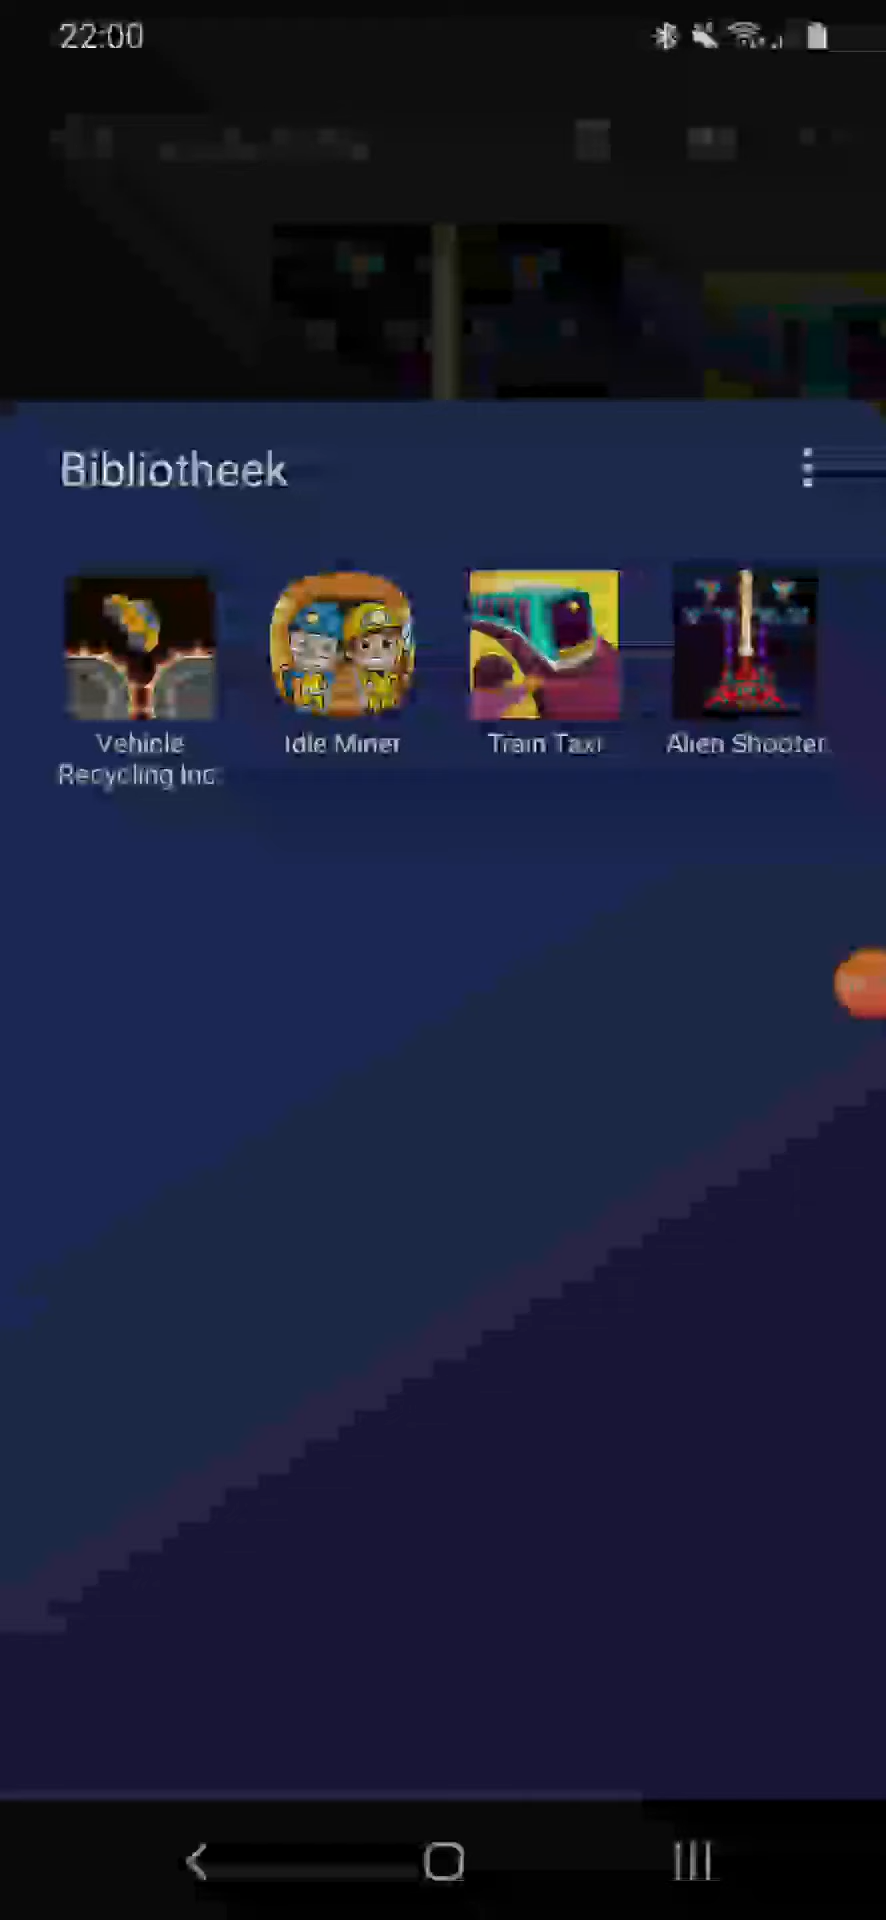 22:00
Bibliotheek
Vehicle
Recycling Inc.
Idle Miner
Train Taxi
Alien Shooter